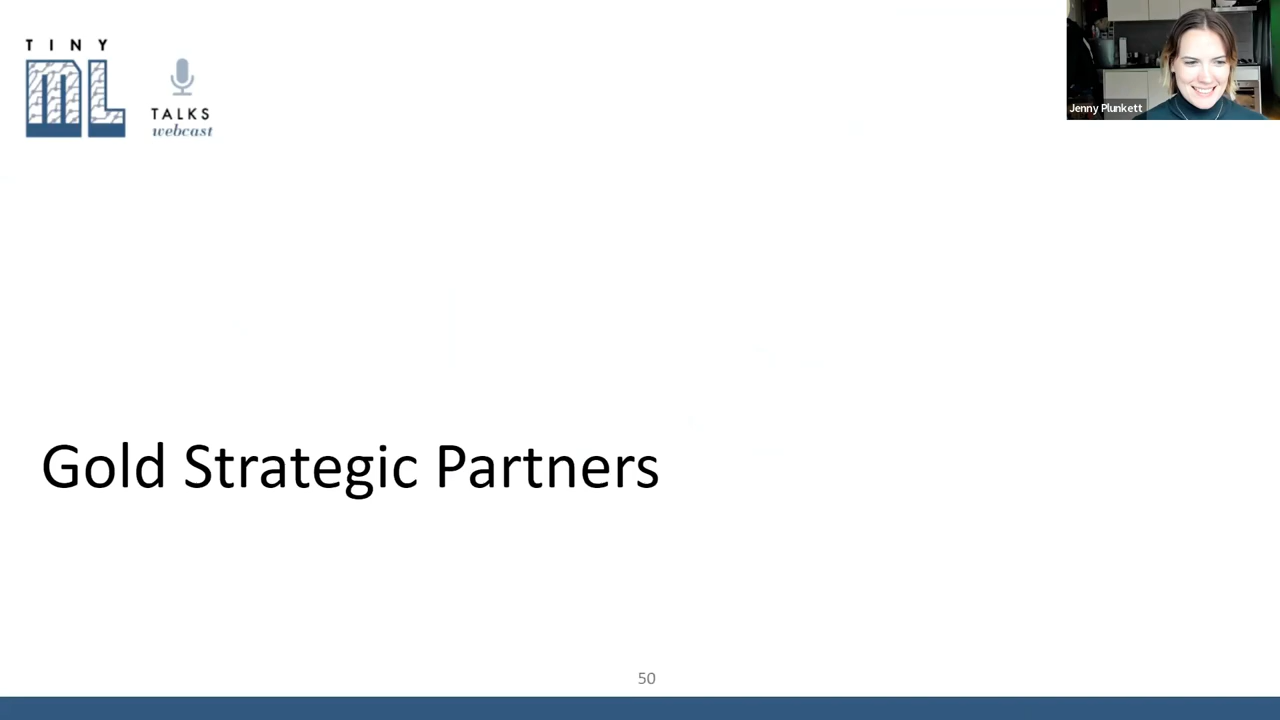 TINY
ML
TALKS
webcast
Jenny Plunkett
Gold Strategic Partners
50